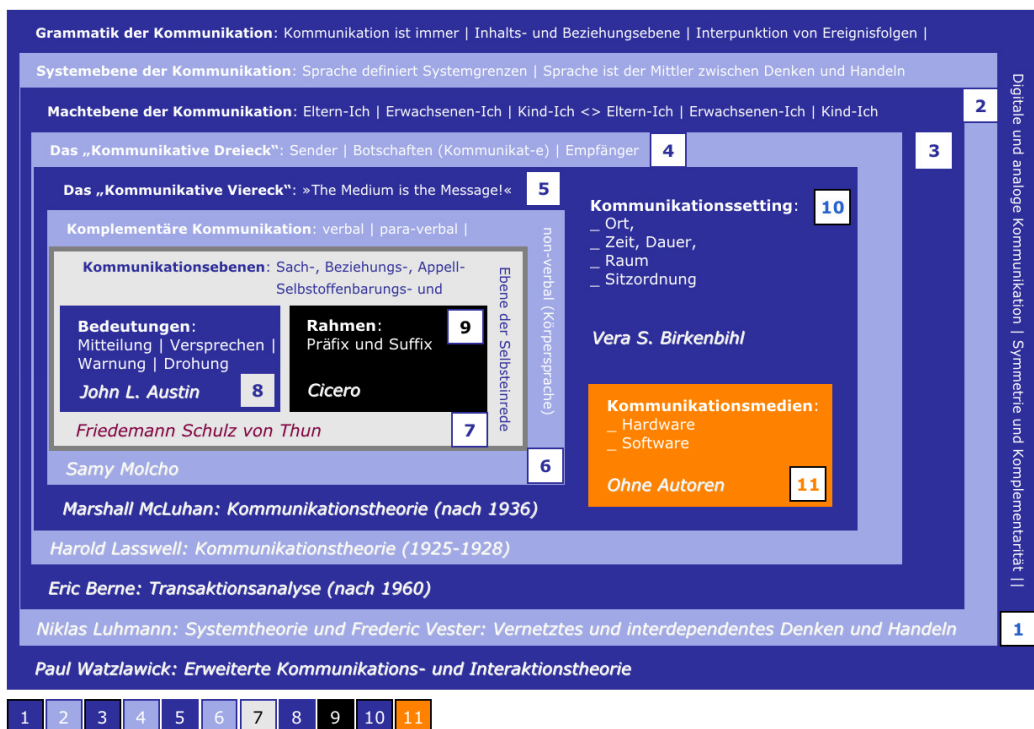 Grammatik der Kommunikation: Kommunikation ist immer | Inhalts- und Beziehungsebene | Interpunktion von Ereignisfolgen |
Digitale und analoge Kommunikation | Symmetrie und Komplementarität ||
Systemebene der Kommunikation: Sprache definiert Systemgrenzen | Sprache ist der Mittler zwischen Denken und Handeln
2
Machtebene der Kommunikation: Eltern-Ich | Erwachsenen-Ich | Kind-Ich <> Eltern-Ich | Erwachsenen-Ich | Kind-Ich
3
Das „Kommunikative Dreieck“: Sender | Botschaften (Kommunikat-e) | Empfänger
4
Das „Kommunikative Viereck“: »The Medium is the Message!«
5
Komplementäre Kommunikation: verbal | para-verbal |
non-verbal (Körpersprache)
Kommunikationsebenen: Sach-, Beziehungs-, Appell-
Selbstoffenbarungs- und
Ebene der Selbsteinrede
Bedeutungen:
Mitteilung | Versprechen |
Warnung | Drohung
John L. Austin
8
Rahmen:
Präfix und Suffix
9
Cicero
Friedemann Schulz von Thun
7
Samy Molcho
6
Kommunikationssetting:
10
_ Ort,
_ Zeit, Dauer,
_ Raum
_ Sitzordnung
Vera S. Birkenbihl
Kommunikationsmedien:
_ Hardware
_ Software
Ohne Autoren
11
Marshall McLuhan: Kommunikationstheorie (nach 1936)
Harold Lasswell: Kommunikationstheorie (1925-1928)
Eric Berne: Transaktionsanalyse (nach 1960)
Niklas Luhmann: Systemtheorie und Frederic Vester: Vernetztes und interdependentes Denken und Handeln
1
Paul Watzlawick: Erweiterte Kommunikations- und Interaktionstheorie
1 2 3 4 5 6 7 8 9 10 11